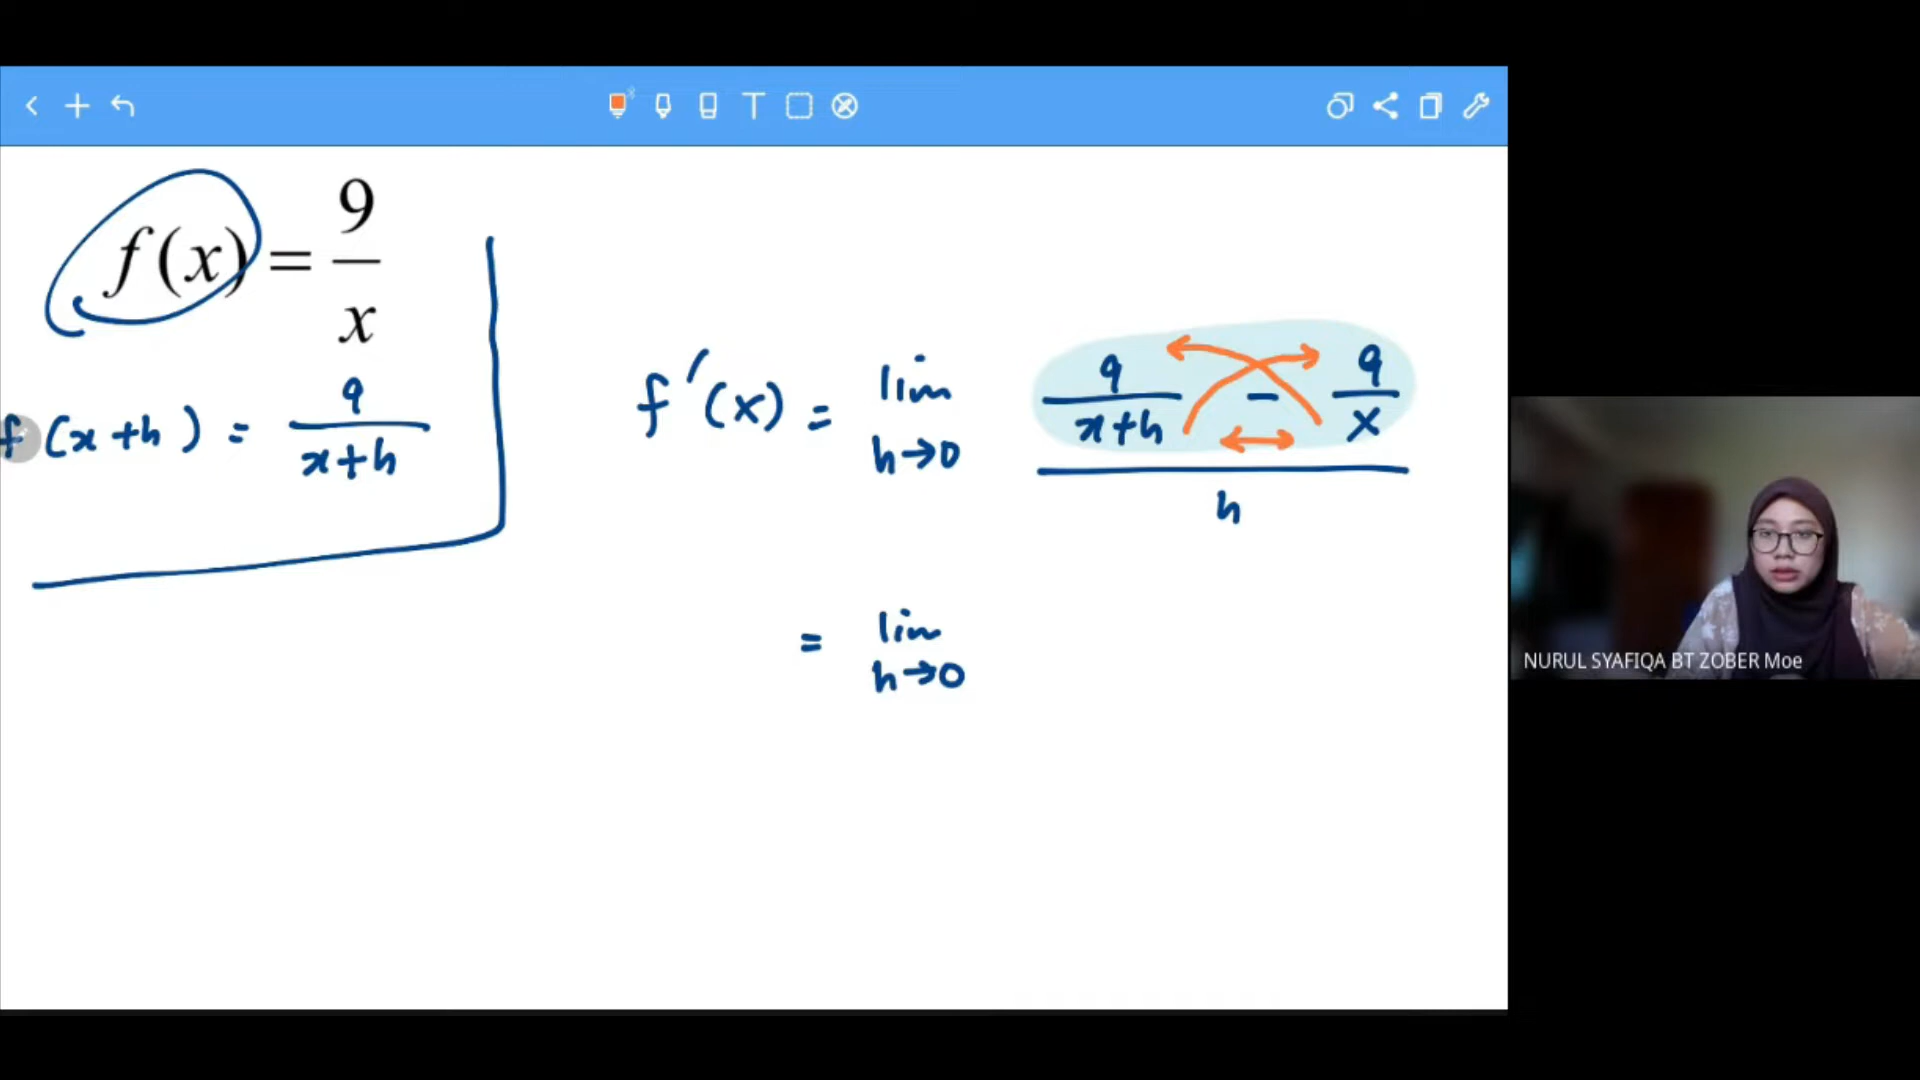 f(x) = 9/x
f(x+h) = 9/(x+h)
f'(x) = lim h→0 (9/(x+h) - 9/x)/h
= lim h→0
NURUL SYAFIQA BT ZOBER Moe